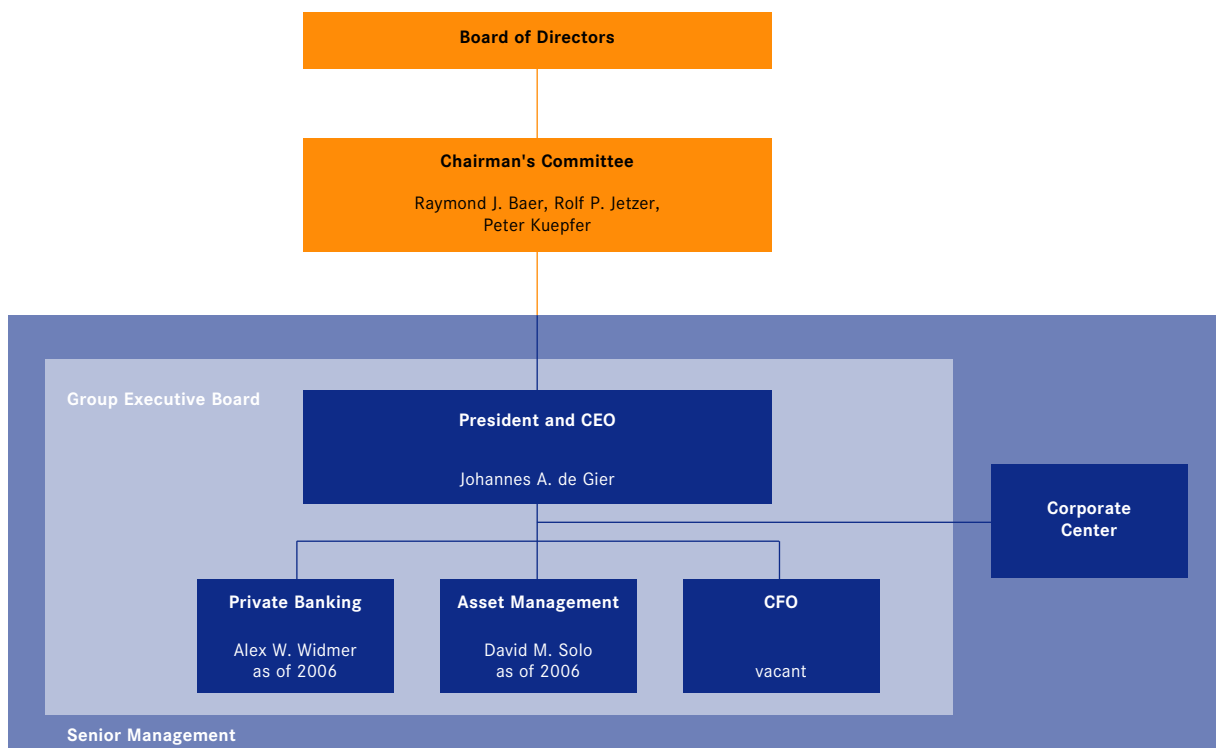 Board of Directors
Chairman's Committee
Raymond J. Baer, Rolf P. Jetzer,
Peter Kuepfer
Group Executive Board
President and CEO
Johannes A. de Gier
Corporate
Center
Private Banking
Alex W. Widmer
as of 2006
Asset Management
David M. Solo
as of 2006
CFO
vacant
Senior Management